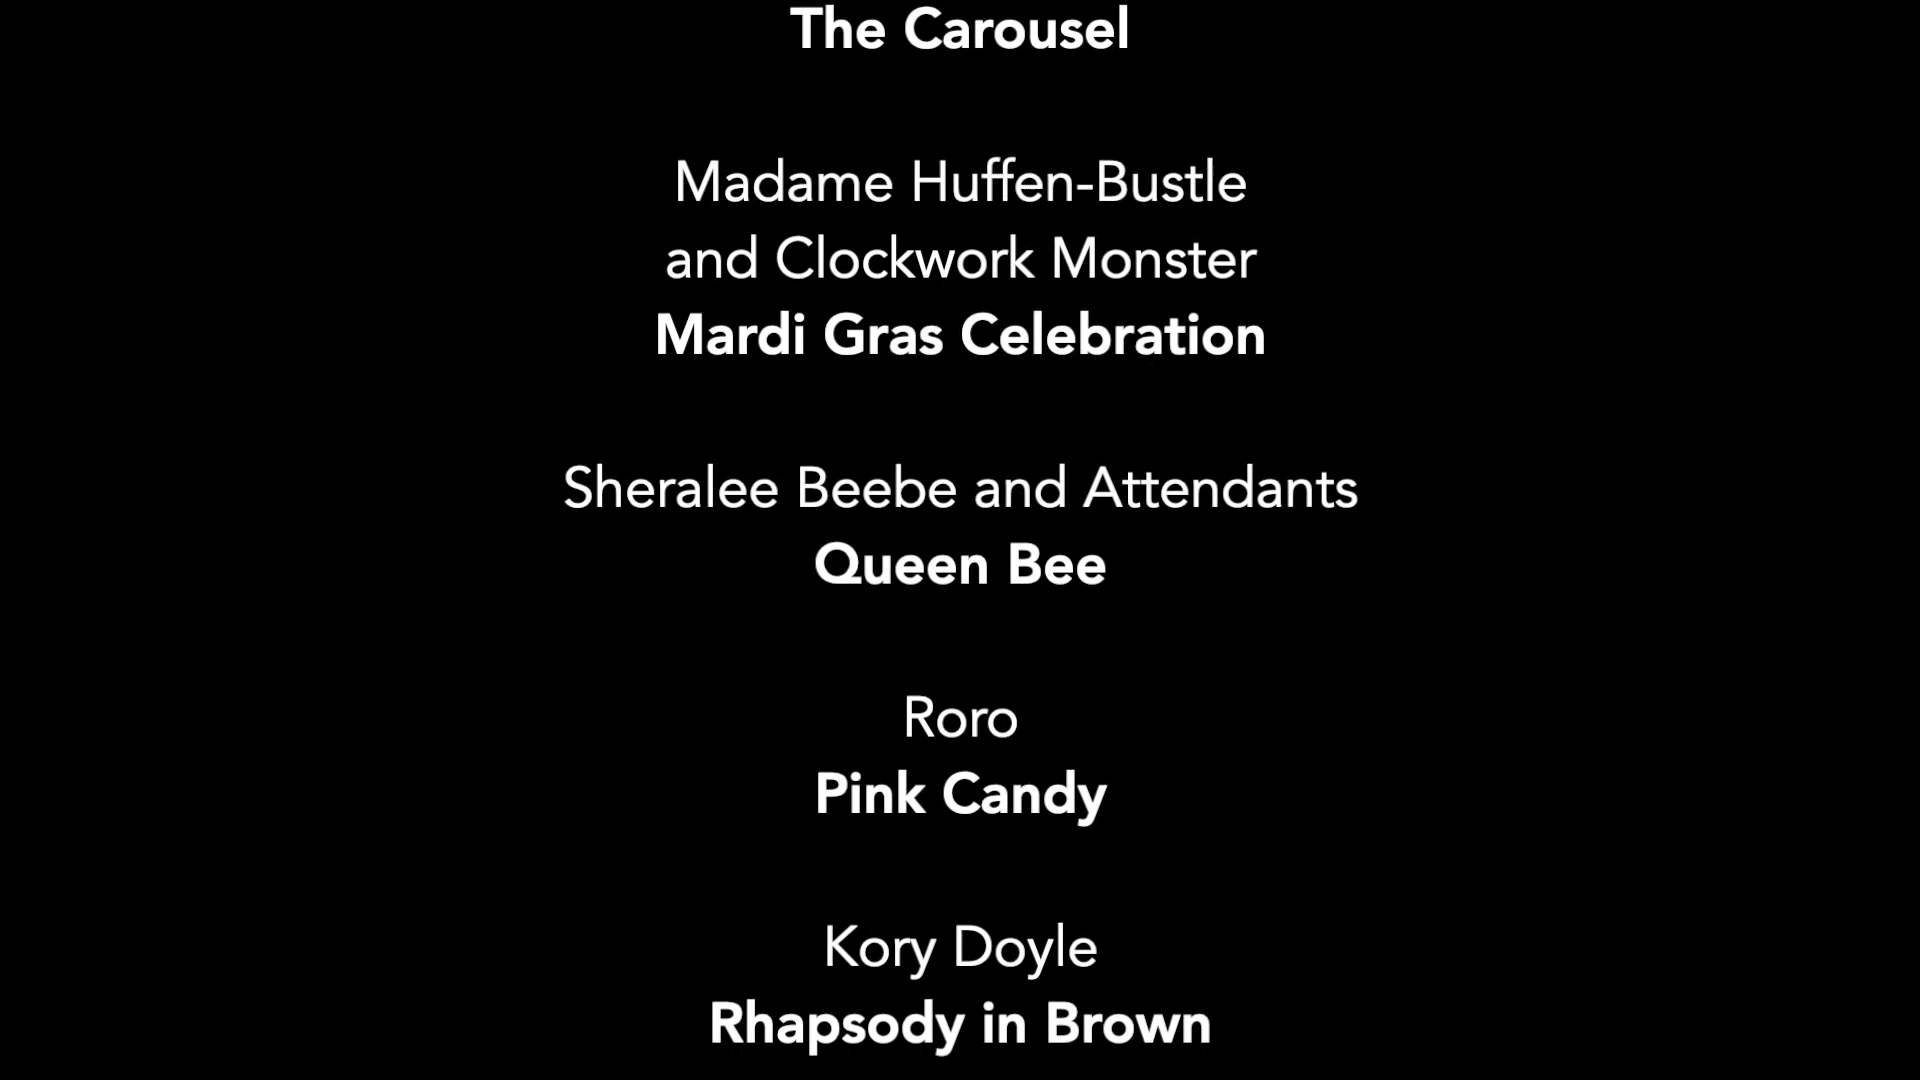 The Carousel
Madame Huffen-Bustle
and Clockwork Monster
Mardi Gras Celebration
Sheralee Beebe and Attendants
Queen Bee
Roro
Pink Candy
Kory Doyle
Rhapsody in Brown